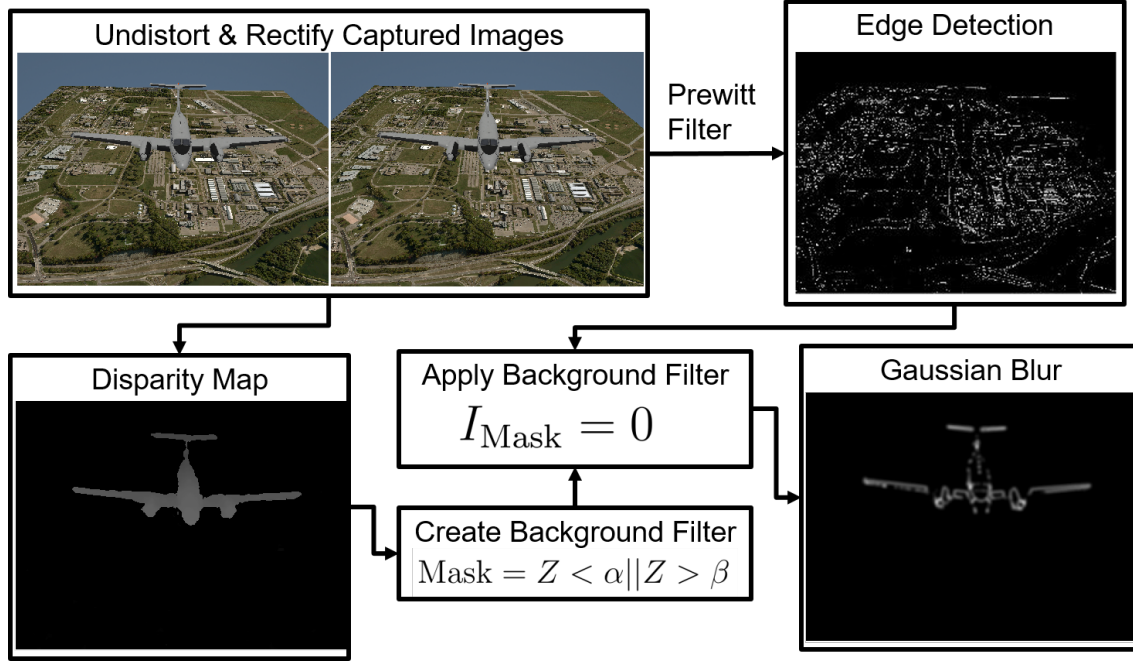 Undistort & Rectify Captured Images
Prewitt
Filter
Edge Detection
Disparity Map
Apply Background Filter
I_Mask = 0
Create Background Filter
Mask = Z < α||Z > β
Gaussian Blur